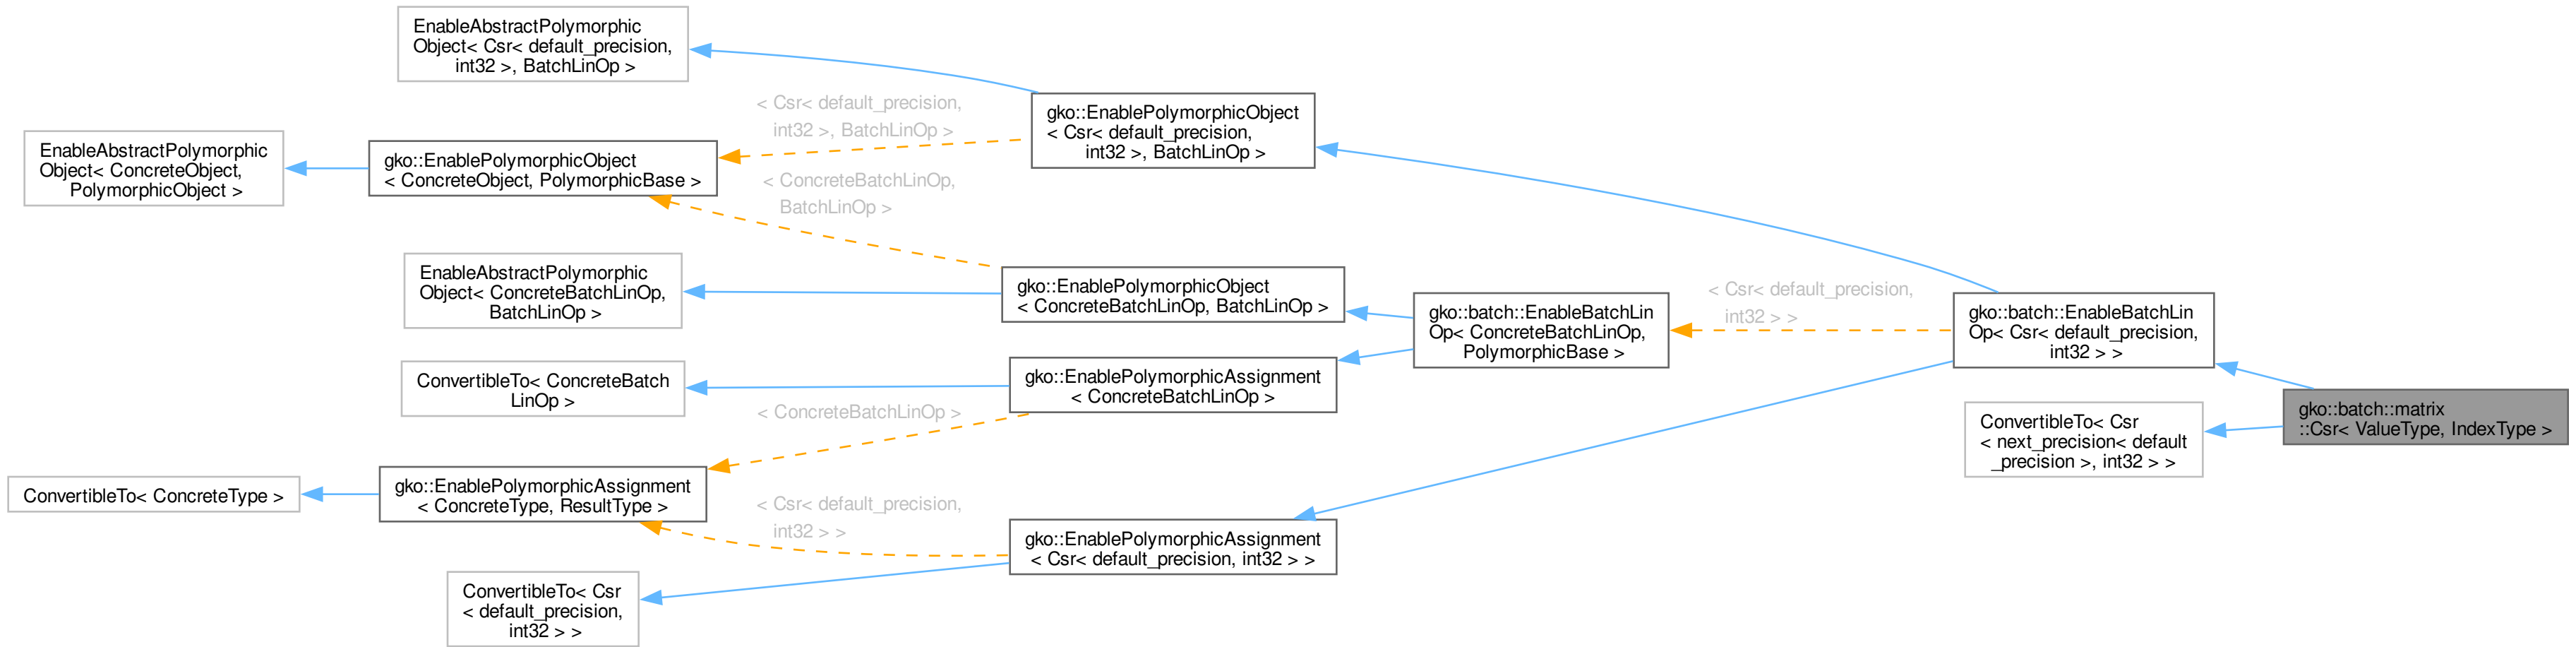 EnableAbstractPolymorphic
Object< Csr< default_precision,
int32 >, BatchLinOp >
gko::EnablePolymorphicObject
< Csr< default_precision,
int32 >, BatchLinOp >
< Csr< default_precision,
int32 >, BatchLinOp >
EnableAbstractPolymorphic
Object< ConcreteObject,
PolymorphicObject >
gko::EnablePolymorphicObject
< ConcreteObject, PolymorphicBase >
< ConcreteBatchLinOp,
BatchLinOp >
EnableAbstractPolymorphic
Object< ConcreteBatchLinOp,
BatchLinOp >
gko::EnablePolymorphicObject
< ConcreteBatchLinOp, BatchLinOp >
gko::batch::EnableBatchLin
Op< ConcreteBatchLinOp,
PolymorphicBase >
< Csr< default_precision,
int32 > >
gko::batch::EnableBatchLin
Op< Csr< default_precision,
int32 > >
ConvertibleTo< ConcreteBatch
LinOp >
gko::EnablePolymorphicAssignment
< ConcreteBatchLinOp >
< ConcreteBatchLinOp >
ConvertibleTo< Csr
< next_precision< default
_precision >, int32 > >
gko::batch::matrix
::Csr< ValueType, IndexType >
ConvertibleTo< ConcreteType >
gko::EnablePolymorphicAssignment
< ConcreteType, ResultType >
< Csr< default_precision,
int32 > >
gko::EnablePolymorphicAssignment
< Csr< default_precision, int32 > >
ConvertibleTo< Csr
< default_precision,
int32 > >